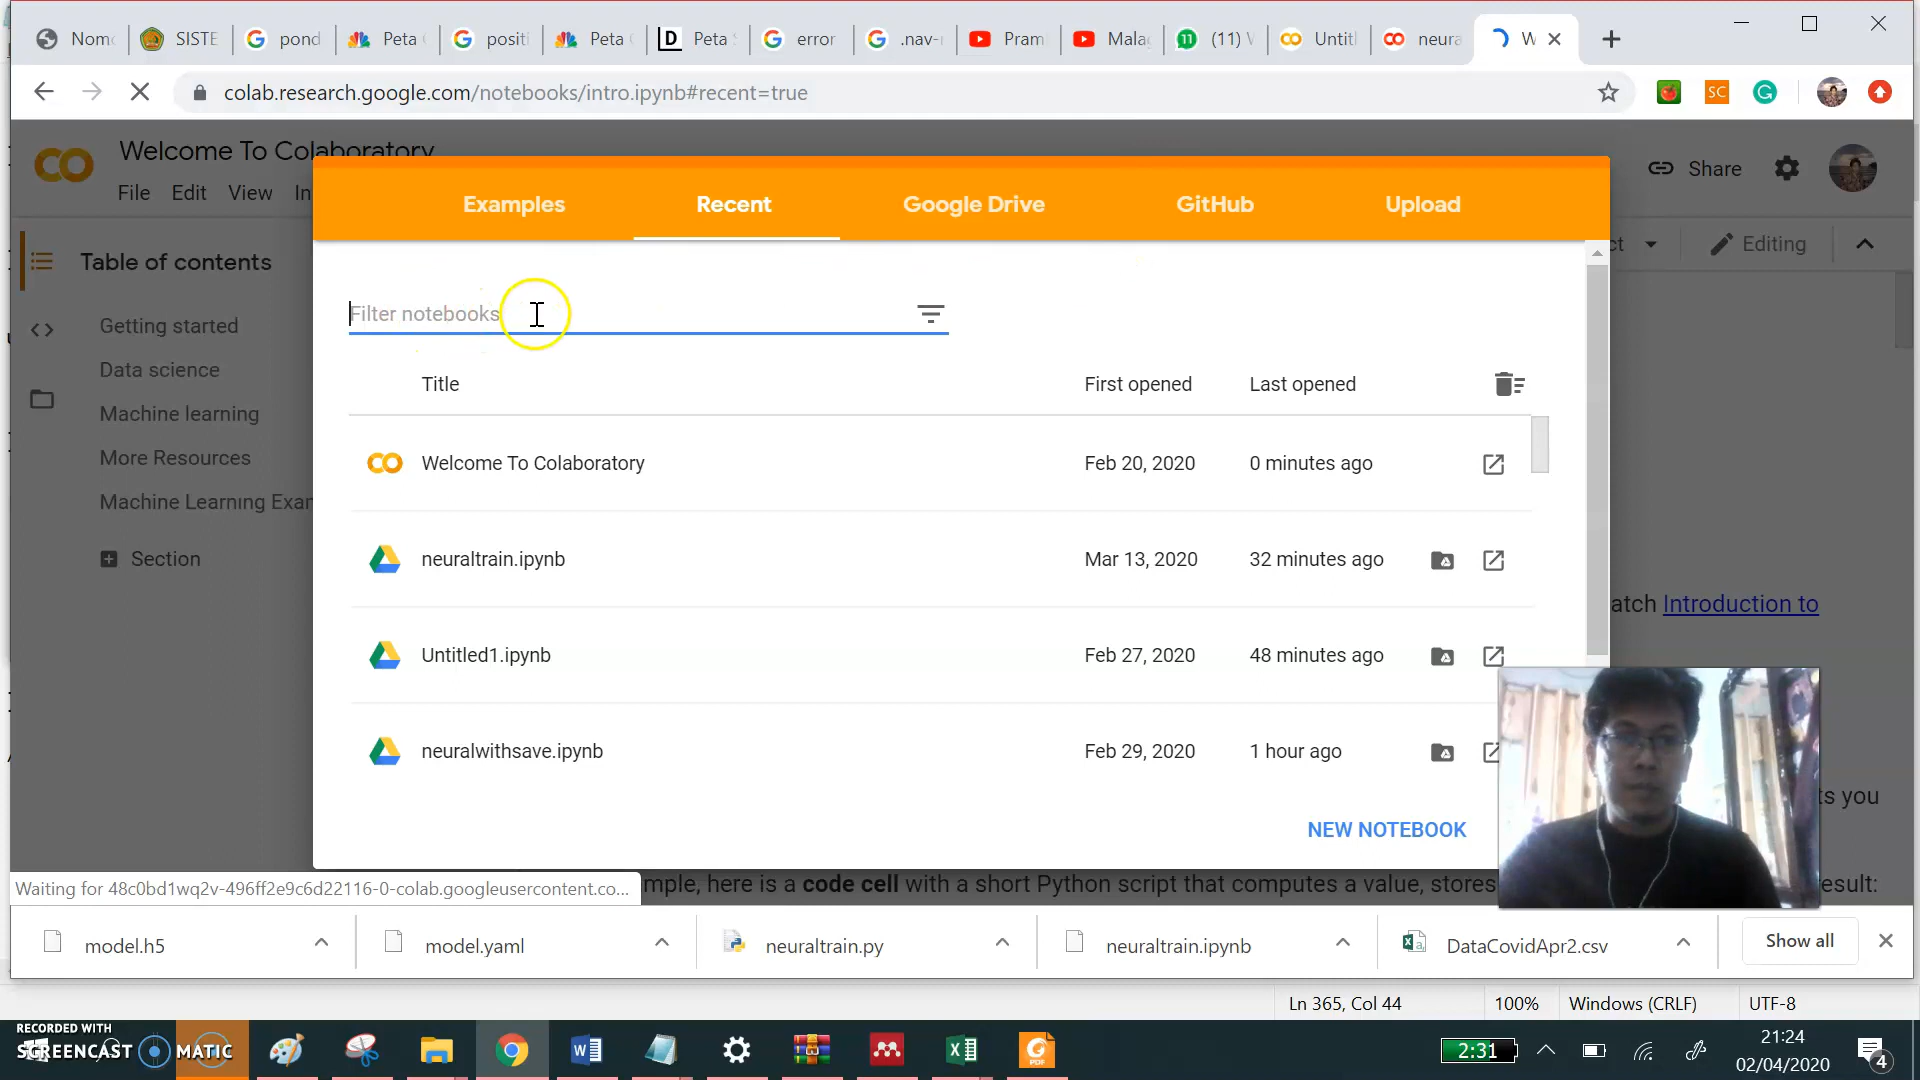 Nomo
SISTE
pond
Peta
positi
Peta
D Peta
error
.nav-
Pram
Mala
11 (11)
Untitl
neura
W
colab.research.google.com/notebooks/intro.ipynb#recent=true
SC
Welcome To Colaboratory
File Edit View In
Share
Examples Recent Google Drive GitHub Upload
Table of contents
ct Editing
Filter notebooks
Getting started
Data science
Machine learning
More Resources
Machine Learning Exam
Section
Title First opened Last opened
Welcome To Colaboratory Feb 20, 2020 0 minutes ago
neuraltrain.ipynb Mar 13, 2020 32 minutes ago
atch Introduction to
Untitled1.ipynb Feb 27, 2020 48 minutes ago
neuralwithsave.ipynb Feb 29, 2020 1 hour ago
ts you
NEW NOTEBOOK
Waiting for 48c0bd1wq2v-496ff2e9c6d22116-0-colab.googleusercontent.co...
mple, here is a code cell with a short Python script that computes a value, stores
esult:
model.h5 model.yaml neuraltrain.py neuraltrain.ipynb DataCovidApr2.csv Show all
Ln 365, Col 44 100% Windows (CRLF) UTF-8
RECORDED WITH
SCREENCAST MATIC
PDF
2:31
21:24
02/04/2020
4